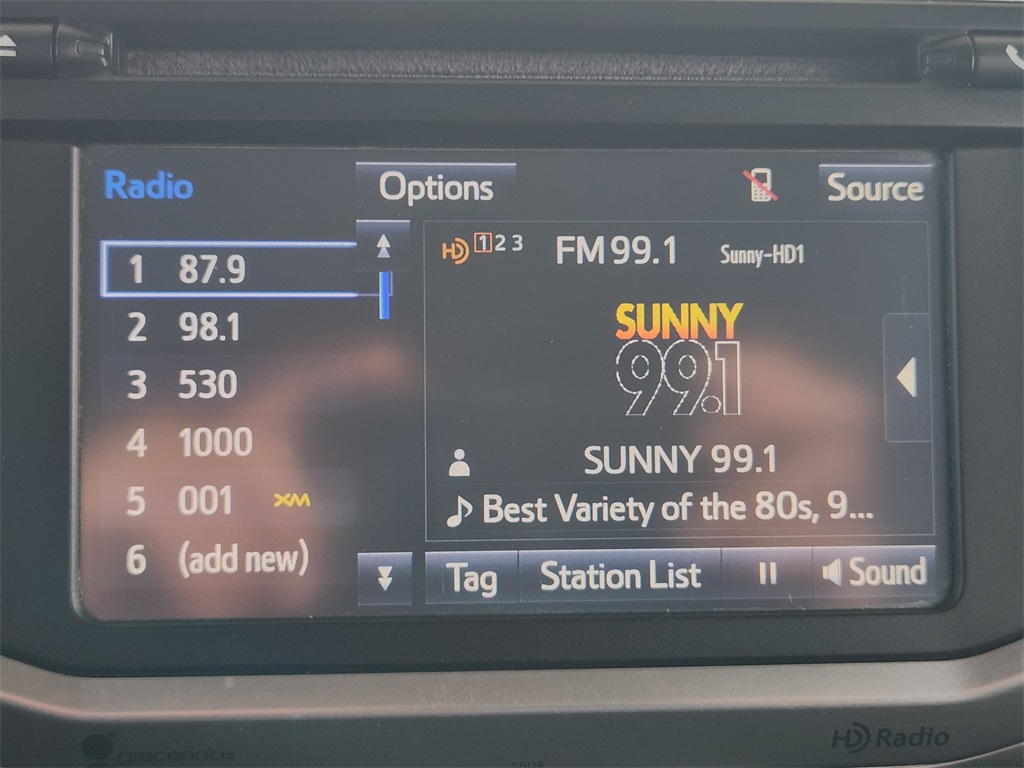 Radio
Options
Source
1 87.9
2 98.1
3 530
4 1000
5 001 XM
6 (add new)
HD 1 2 3 FM 99.1 Sunny-HD1
SUNNY
99.1
SUNNY 99.1
Best Variety of the 80s, 9...
Tag
Station List
Sound
gracenote
HD Radio